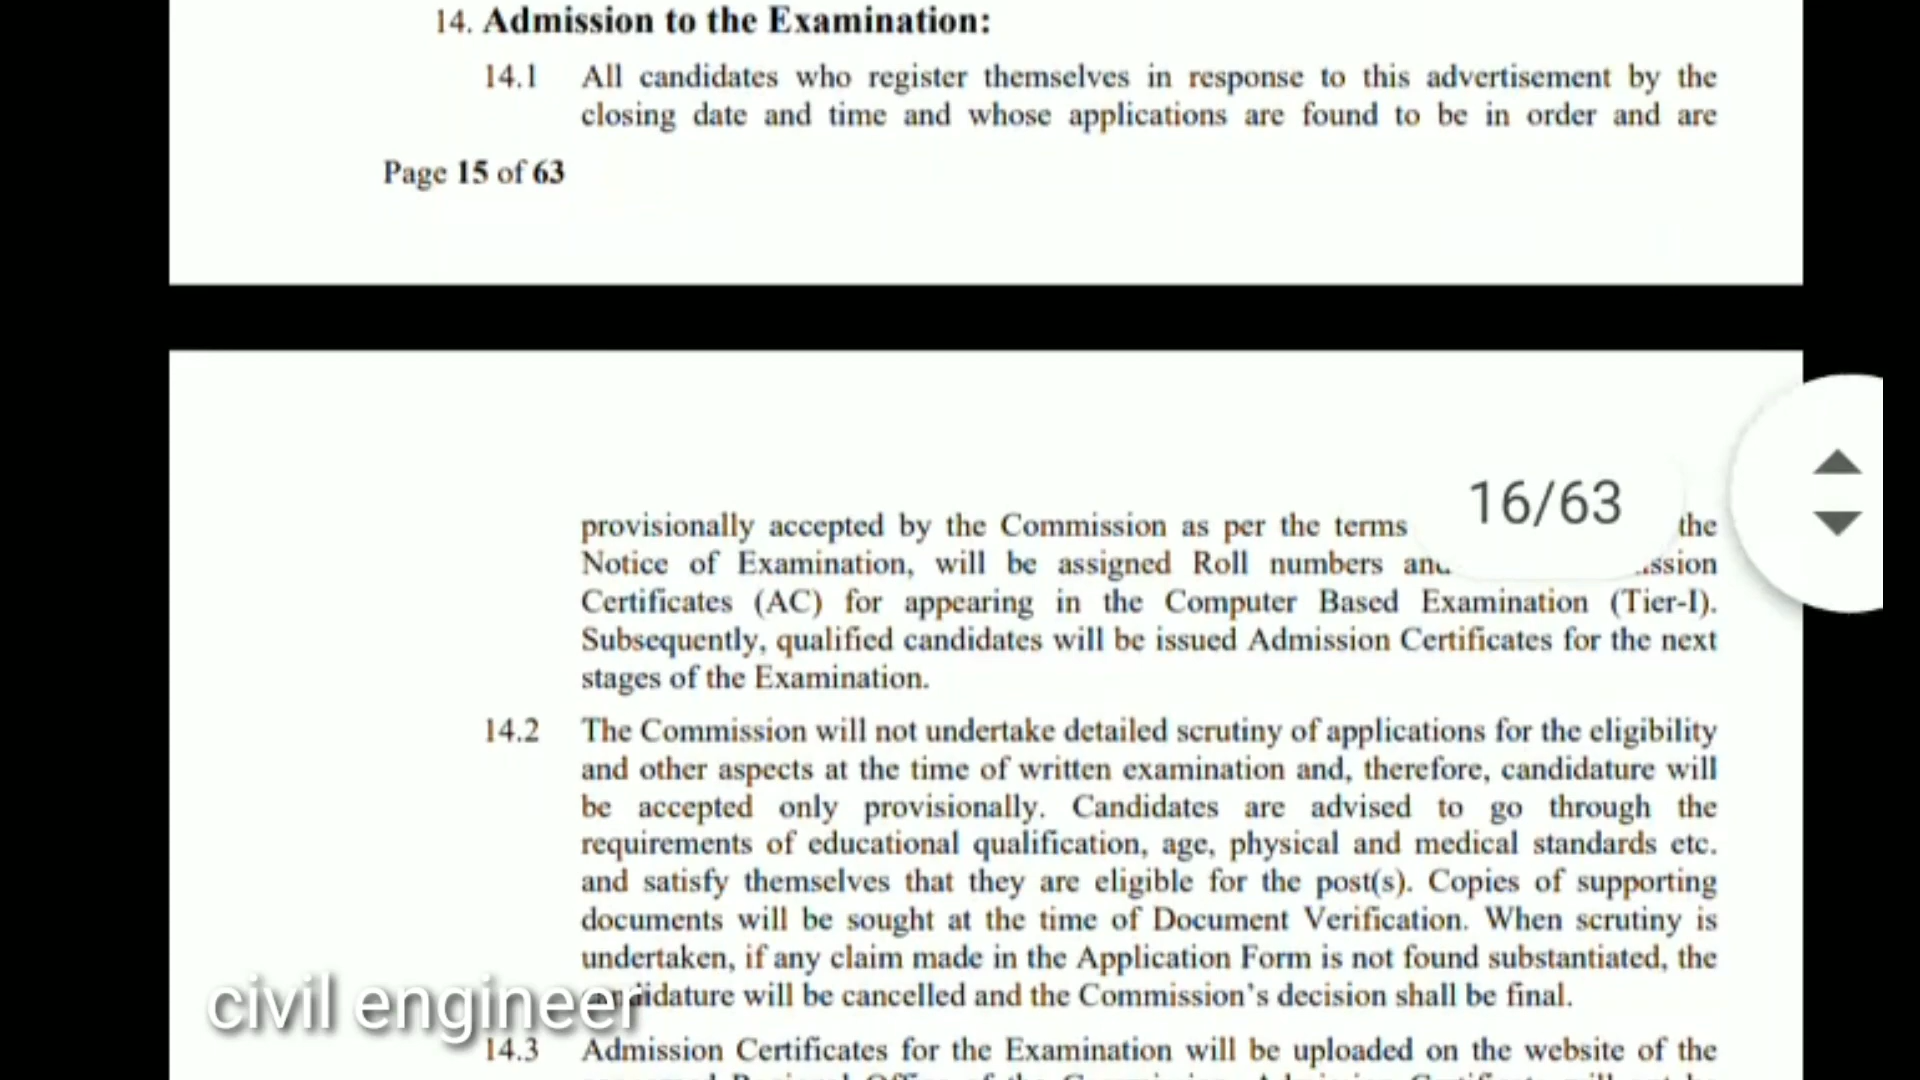 14. Admission to the Examination:
14.1 All candidates who register themselves in response to this advertisement by the
closing date and time and whose applications are found to be in order and are
Page 15 of 63
16/63
provisionally accepted by the Commission as per the terms the
Notice of Examination, will be assigned Roll numbers
Certificates (AC) for appearing in the Computer Based Examination (Tier-I).
Subsequently, qualified candidates will be issued Admission Certificates for the next
stages of the Examination.
14.2 The Commission will not undertake detailed scrutiny of applications for the eligibility
and other aspects at the time of written examination and, therefore, candidature will
be accepted only provisionally. Candidates are advised to go through the
requirements of educational qualification, age, physical and medical standards etc.
and satisfy themselves that they are eligible for the post(s). Copies of supporting
documents will be sought at the time of Document Verification. When scrutiny is
undertaken, if any claim made in the Application Form is not found substantiated, the
will be cancelled and the Commission's decision shall be final.
civil engineer
14.3 Admission Certificates for the Examination will be uploaded on the website of the